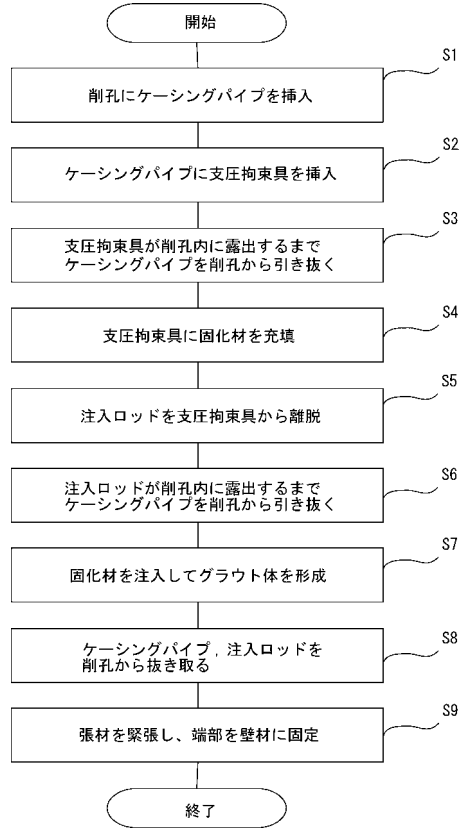 開始
S1
削孔にケーシングパイプを挿入
S2
ケーシングパイプに支圧拘束具を挿入
S3
支圧拘束具が削孔内に露出するまで
ケーシングパイプを削孔から引き抜く
S4
支圧拘束具に固化材を充填
S5
注入ロッドを支圧拘束具から離脱
S6
注入ロッドが削孔内に露出するまで
ケーシングパイプを削孔から引き抜く
S7
固化材を注入してグラウト体を形成
S8
ケーシングパイプ,注入ロッドを
削孔から抜き取る
S9
張材を緊張し、端部を壁材に固定
終了